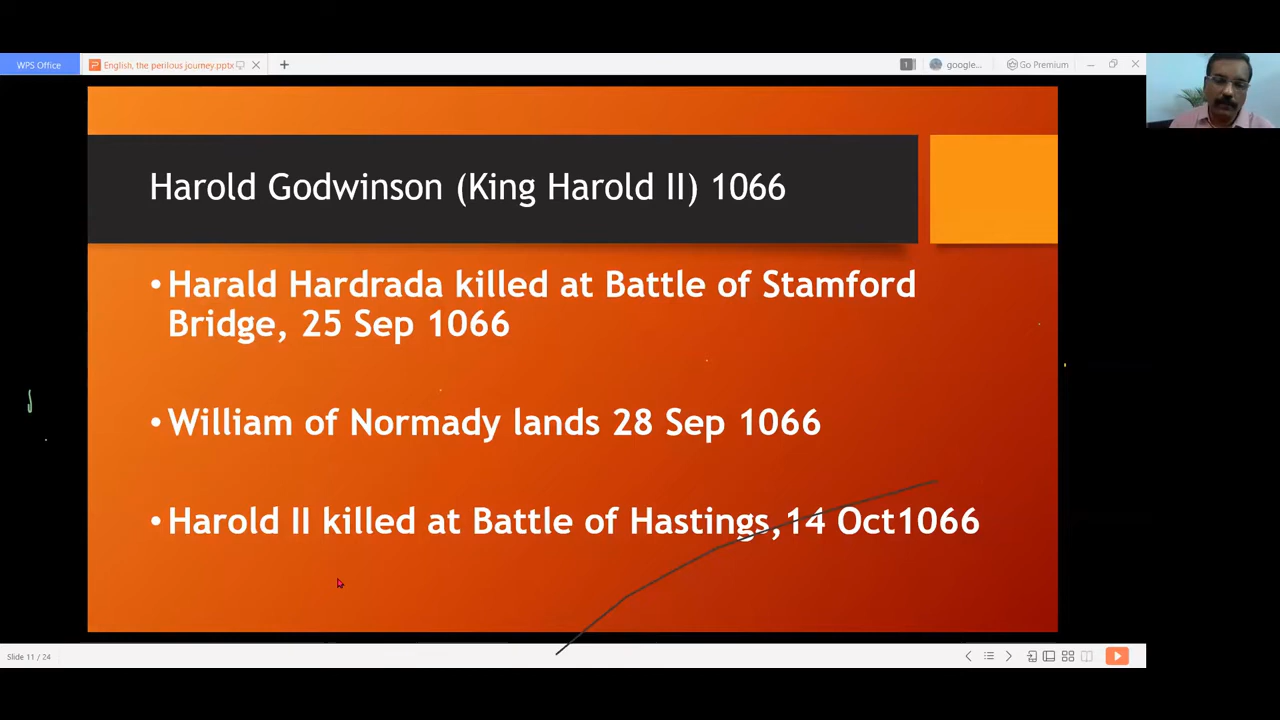 WPS Office
English, the perilous journey.pptx
1
google...
Go Premium
Harold Godwinson (King Harold II) 1066
•Harald Hardrada killed at Battle of Stamford
Bridge, 25 Sep 1066
•William of Normady lands 28 Sep 1066
•Harold II killed at Battle of Hastings,14 Oct1066
Slide 11 / 24